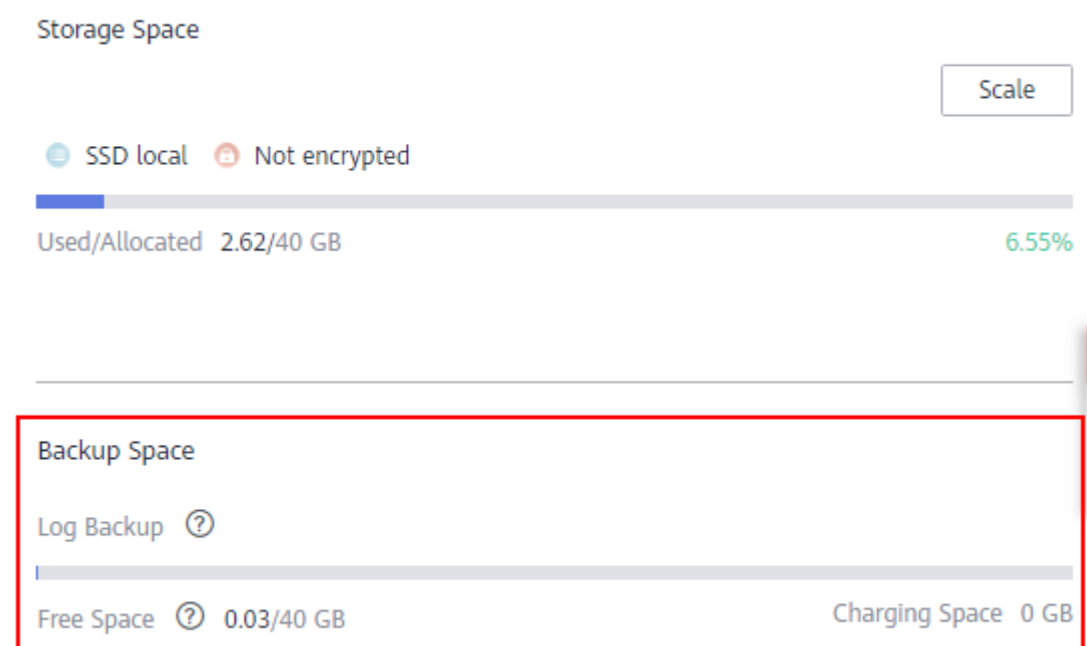 Storage Space
Scale
SSD local Not encrypted
Used/Allocated 2.62/40 GB 6.55%
Backup Space
Log Backup ?
Free Space ? 0.03/40 GB Charging Space 0 GB